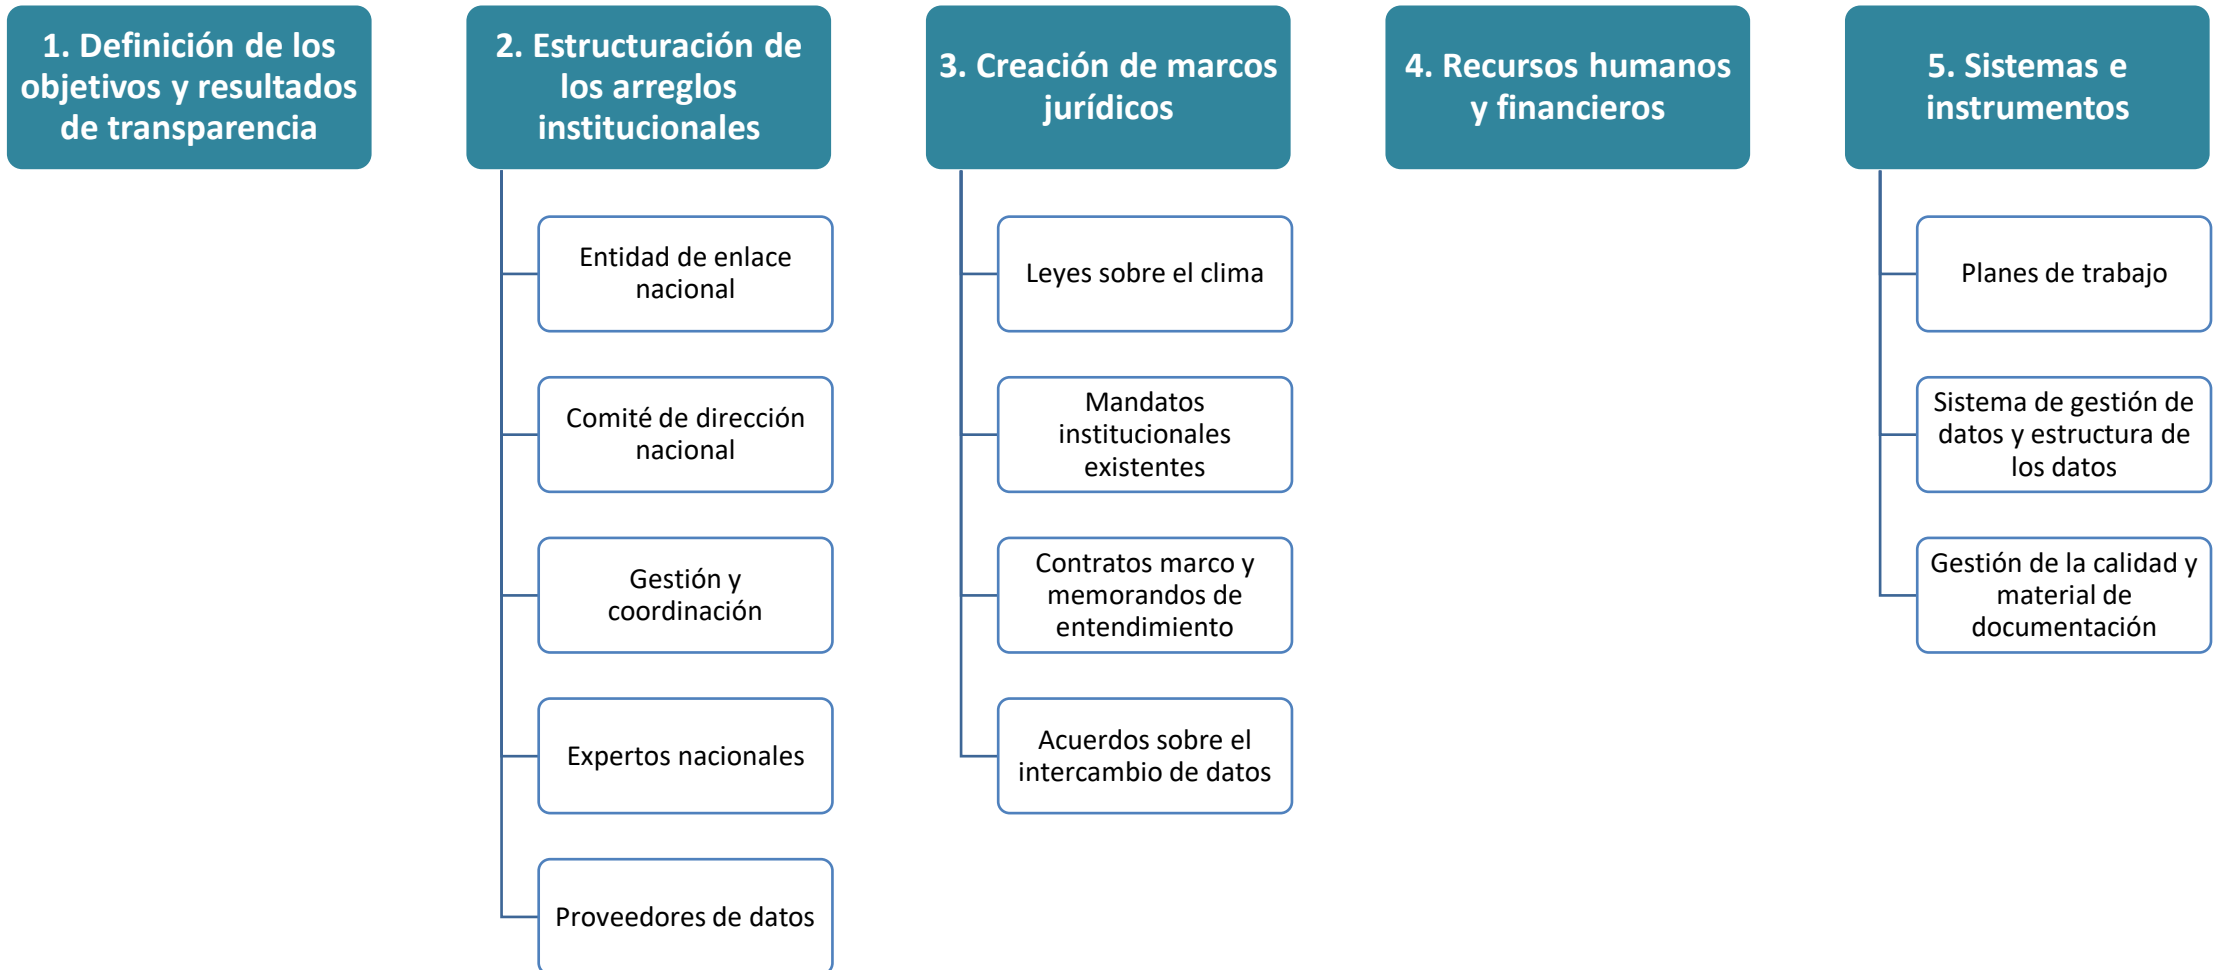 1. Definición de los
objetivos y resultados
de transparencia
2. Estructuración de
los arreglos
institucionales
Entidad de enlace
nacional
Comité de dirección
nacional
Gestión y
coordinación
Expertos nacionales
Proveedores de datos
3. Creación de marcos
jurídicos
Leyes sobre el clima
Mandatos
institucionales
existentes
Contratos marco y
memorandos de
entendimiento
Acuerdos sobre el
intercambio de datos
4. Recursos humanos
y financieros
5. Sistemas e
instrumentos
Planes de trabajo
Sistema de gestión de
datos y estructura de
los datos
Gestión de la calidad y
material de
documentación